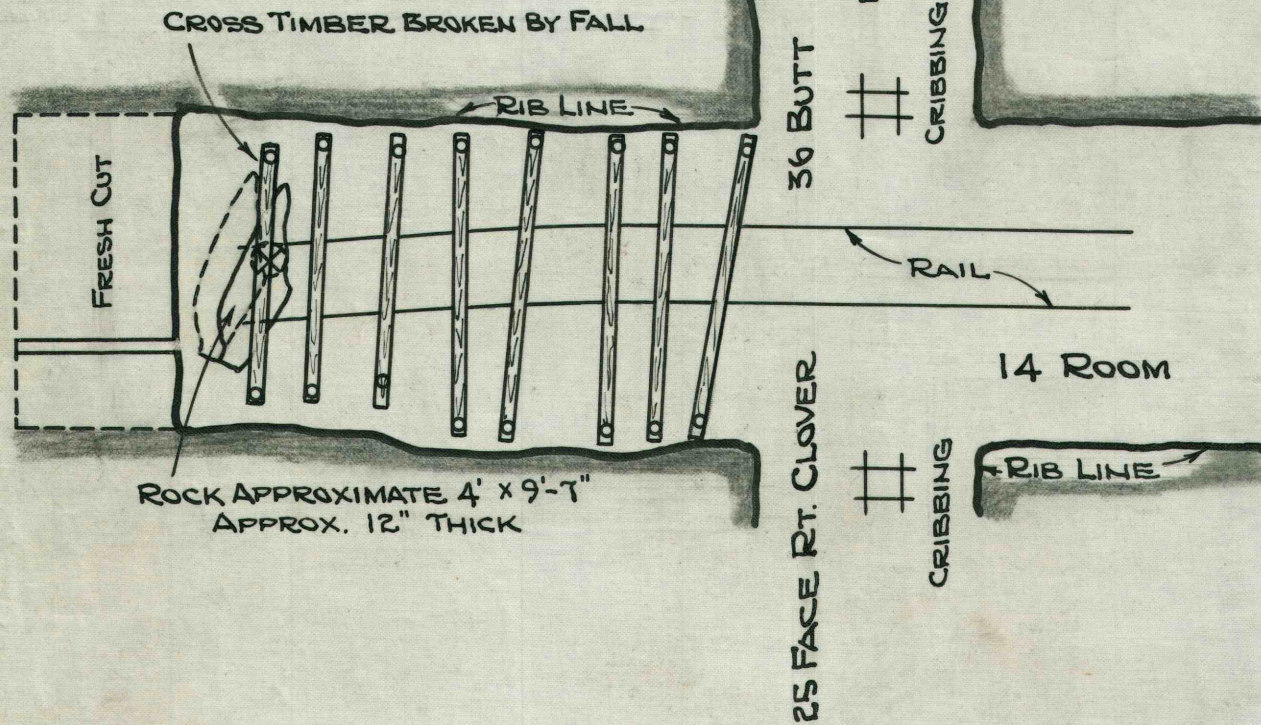 CROSS TIMBER BROKEN BY FALL
RIB LINE
36 BUTT
CRIBBING
FRESH CUT
RAIL
14 ROOM
25 FACE RT. CLOVER
CRIBBING
RIB LINE
ROCK APPROXIMATE 4' X 9'-7"
APPROX. 12" THICK